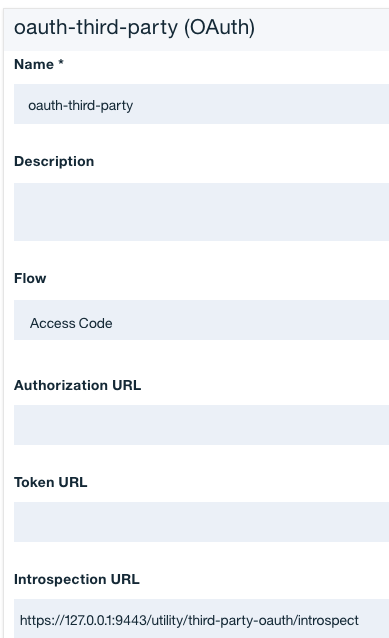 oauth-third-party (OAuth)
Name *
oauth-third-party
Description
Flow
Access Code
Authorization URL
Token URL
Introspection URL
https://127.0.0.1:9443/utility/third-party-oauth/introspect